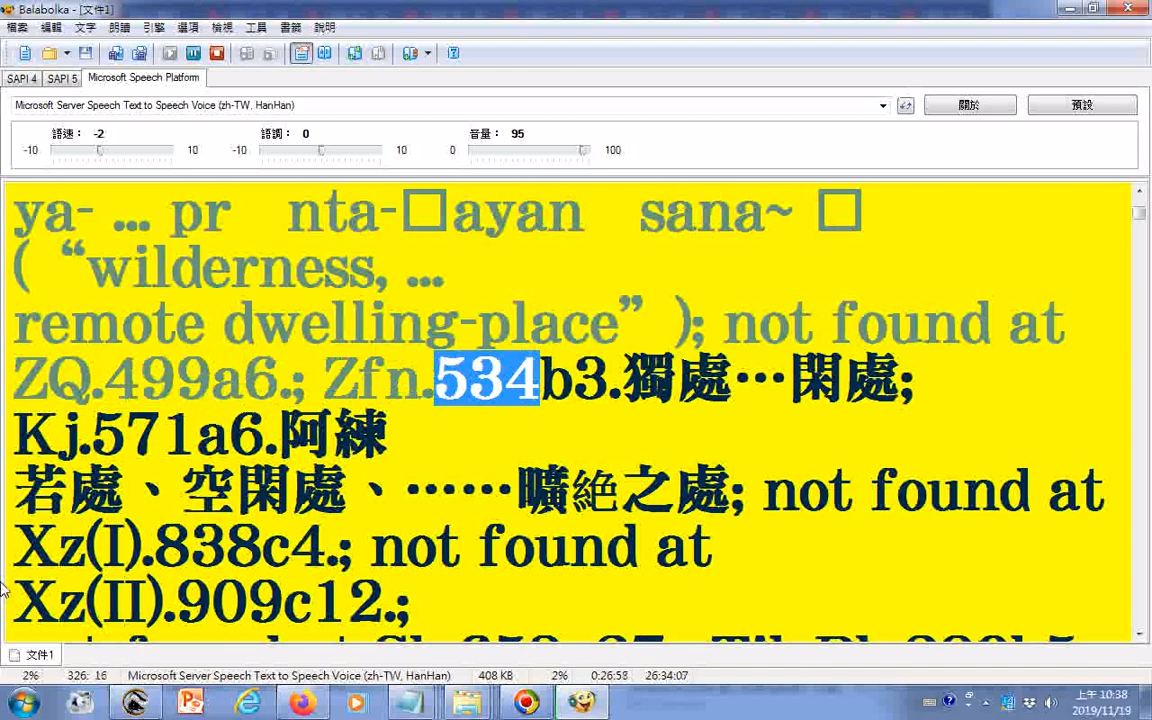 Balabolka - [文件1]
檔案 編輯 文字 朗讀 引擎 選項 檢視 工具 書籤 說明
SAPI 4 SAPI 5 Microsoft Speech Platform
Microsoft Server Speech Text to Speech Voice (zh-TW, HanHan) 關於 預設
語速： -2 語調： 0 音量： 95
-10 10 -10 10 0 100
ya- ... pr nta-□ayan sana~ □
(“wilderness, ...
remote dwelling-place” ); not found at
ZQ.499a6.; Zfn.534b3.獨處…閑處;
Kj.571a6.阿練
若處、空閑處、……曠絶之處; not found at
Xz(I).838c4.; not found at
Xz(II).909c12.;
文件1
2% 326: 16 Microsoft Server Speech Text to Speech Voice (zh-TW, HanHan) 408 KB 2% 0:26:58 26:34:07
上午 10:38
2019/11/19